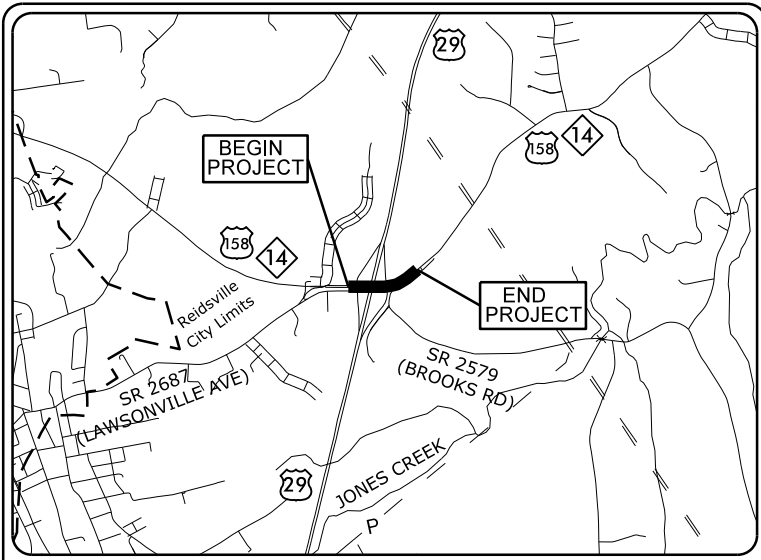 29
158
14
BEGIN
PROJECT
158
14
END
PROJECT
Reidsville
City Limits
SR 2687
(LAWSONVILLE AVE)
SR 2579
(BROOKS RD)
29
JONES CREEK
P